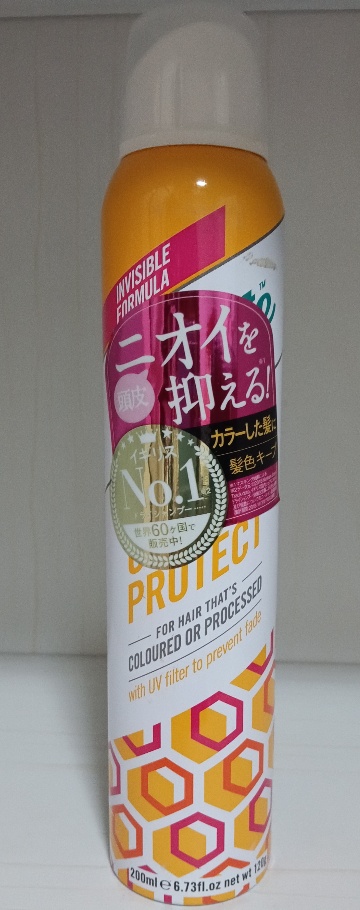 INVISIBLE
FORMULA
TM
ニオイを
頭皮
抑える!
カラーした髪に
髪色キープ
イギリス
No.1
世界60ヶ国で
販売中!
PROTECT
FOR HAIR THAT'S
COLOURED OR PROCESSED
with UV filter to prevent fade
200ml e 6.73fl.oz net wt 120g